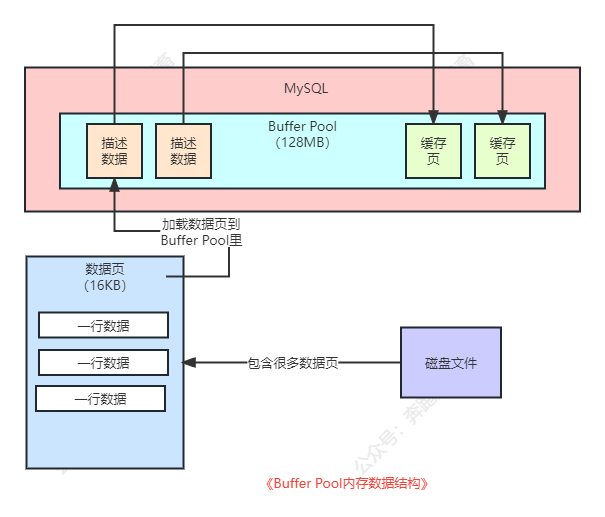 MySQL
Buffer Pool
（128MB）
描述
数据
描述
数据
缓存
页
缓存
页
加载数据页到
Buffer Pool里
数据页
（16KB）
一行数据
一行数据
一行数据
包含很多数据页
磁盘文件
公众号：奔跑
《Buffer Pool内存数据结构》